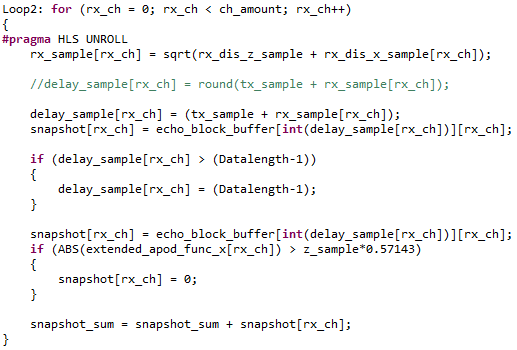 Loop2: for (rx_ch = 0; rx_ch < ch_amount; rx_ch++)
{
#pragma HLS UNROLL
rx_sample[rx_ch] = sqrt(rx_dis_z_sample + rx_dis_x_sample[rx_ch]);
//delay_sample[rx_ch] = round(tx_sample + rx_sample[rx_ch]);
delay_sample[rx_ch] = (tx_sample + rx_sample[rx_ch]);
snapshot[rx_ch] = echo_block_buffer[int(delay_sample[rx_ch])][rx_ch];
if (delay_sample[rx_ch] > (Datalength-1))
{
delay_sample[rx_ch] = (Datalength-1);
}
snapshot[rx_ch] = echo_block_buffer[int(delay_sample[rx_ch])][rx_ch];
if (ABS(extended_apod_func_x[rx_ch]) > z_sample*0.57143)
{
snapshot[rx_ch] = 0;
}
snapshot_sum = snapshot_sum + snapshot[rx_ch];
}